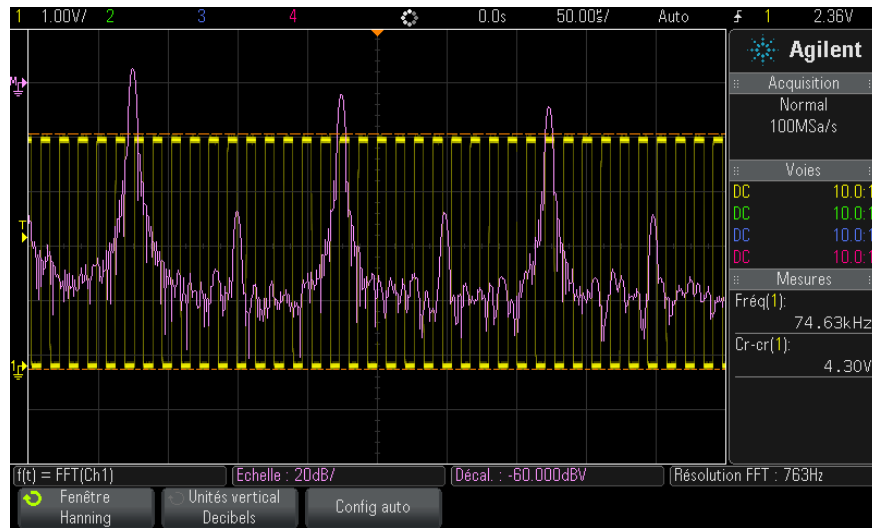 1 1.00V/ 2 3 4 0.0s 50.00µ/ Auto 1 2.36V
Agilent
Acquisition
Normal
100MSa/s
Voies
DC 10.0:1
DC 10.0:1
DC 10.0:1
DC 10.0:1
Mesures
Fréq(1):
74.63kHz
Cr-cr(1):
4.30V
M
T
1
f(t) = FFT(Ch1) Echelle : 20dB/ Décal. : -60.000dBV Résolution FFT : 763Hz
Fenêtre
Hanning
Unités vertical
Decibels
Config auto